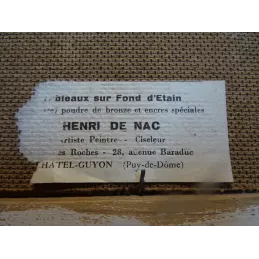 bleaux sur Fond d'Etain
poudre de bronze et encres spéciales
HENRI DE NAC
artiste Peintre - Ciseleur
Roches - 28, avenue Baraduc
HATEL-GUYON (Puy-de-Dôme)